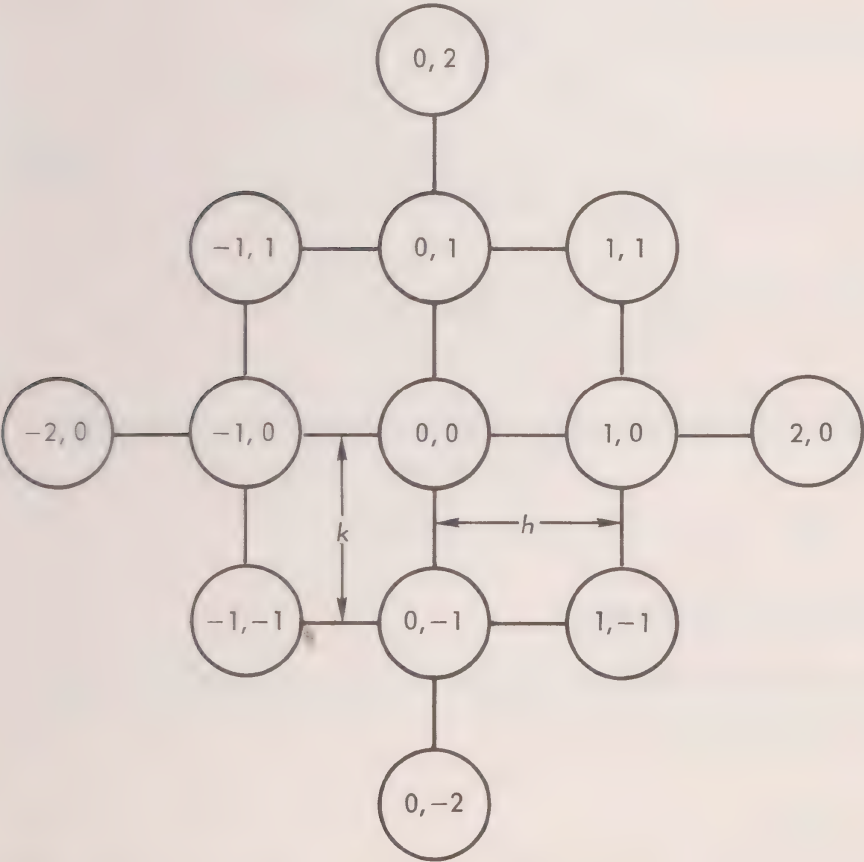 0, 2
−1, 1 0, 1 1, 1
−2, 0 −1, 0 0, 0 1, 0 2, 0
k h
−1, −1 0, −1 1, −1
0, −2